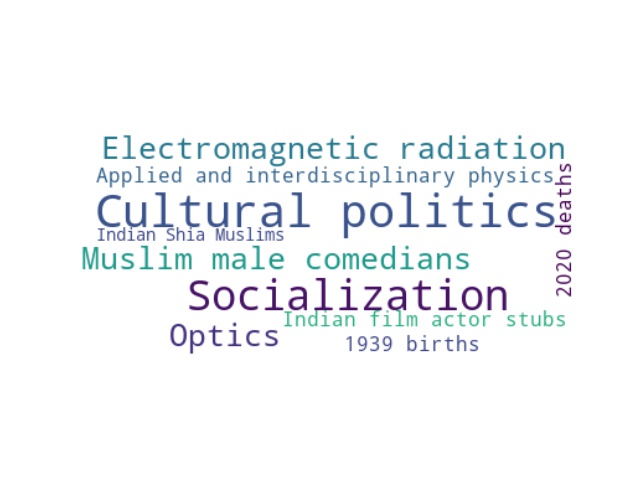 Electromagnetic radiation
Applied and interdisciplinary physics
Cultural politics
2020 deaths
Indian Shia Muslims
Muslim male comedians
Socialization
Indian film actor stubs
Optics
1939 births